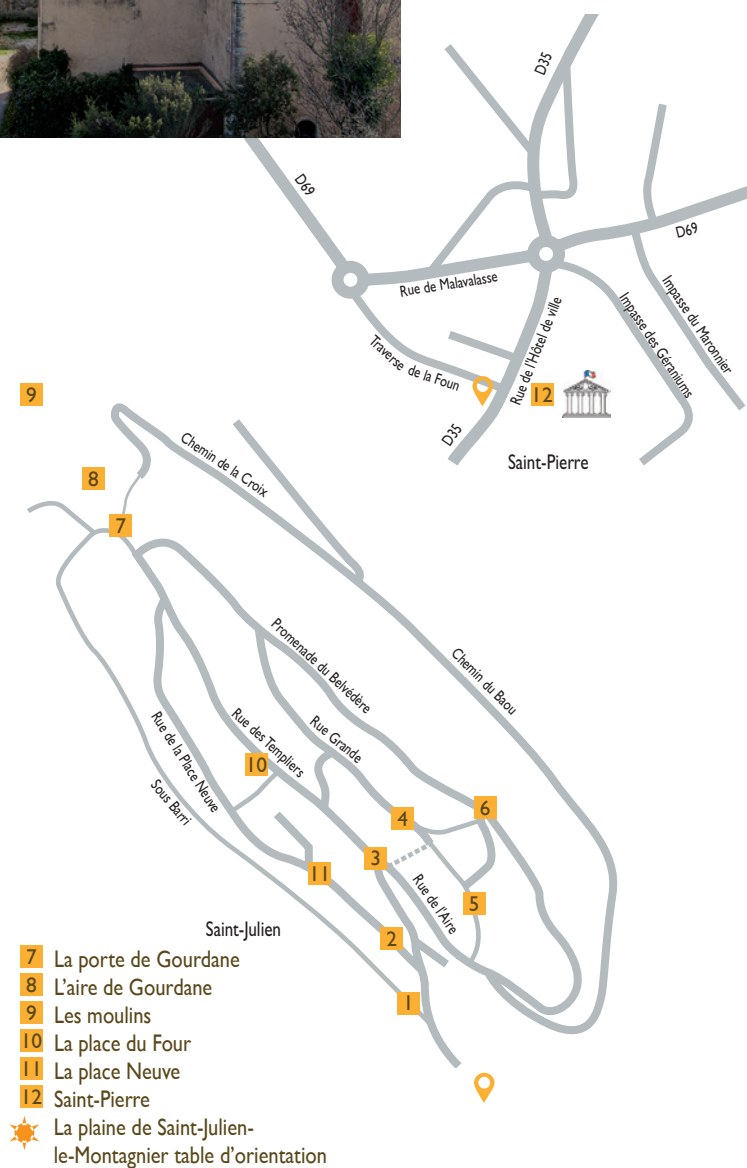 D35
D69
D69
Rue de Malavalasse
Rue de l'Hôtel de ville
Impasse des Géraniums
Impasse du Maronnier
Traverse de la Foun
9
12
D35
Saint-Pierre
Chemin de la Croix
8
7
Promenade du Belvédère
Chemin du Baou
Rue de la Place Neuve
Rue des Templiers
Rue Grande
10
Sous Barri
6
4
3
11
Rue de l'Aire
5
Saint-Julien
2
1
7 La porte de Gourdane
8 L'aire de Gourdane
9 Les moulins
10 La place du Four
11 La place Neuve
12 Saint-Pierre
La plaine de Saint-Julien-
le-Montagnier table d'orientation